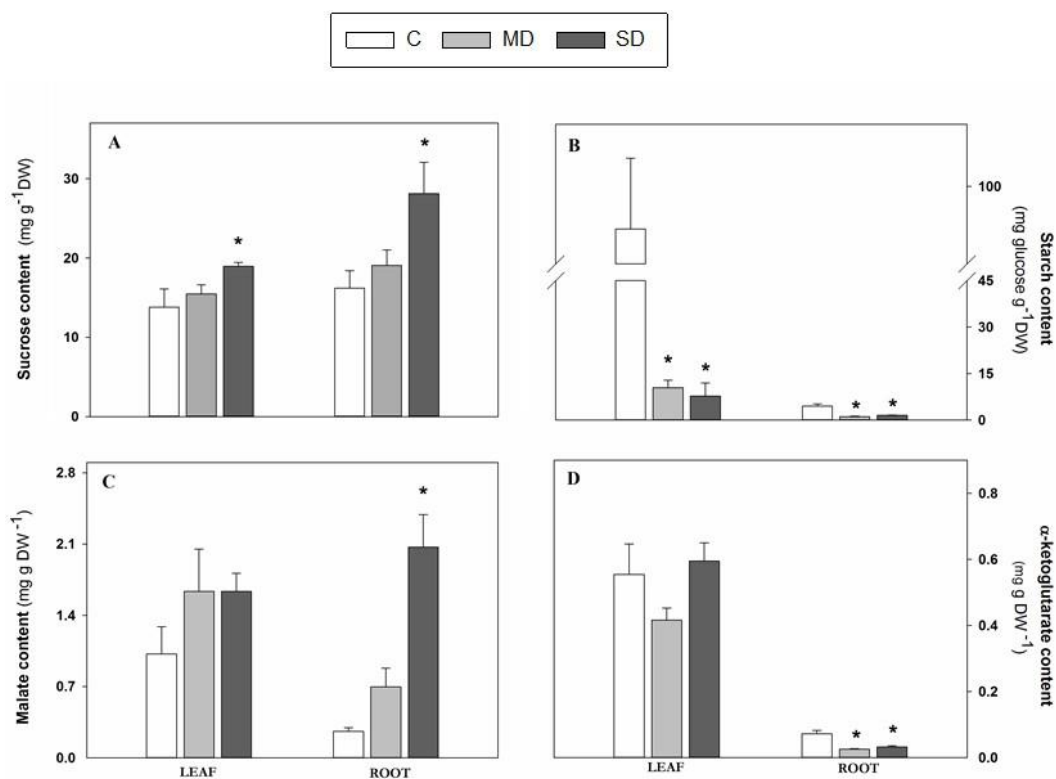 C MD SD
A
*
*
30
20
10
0
Sucrose content (mg g⁻¹DW)
B
100
45
30
15
0
* *
* *
Starch content
(mg glucose g⁻¹DW)
C
*
2.8
2.1
1.4
0.7
0.0
Malate content (mg g DW⁻¹)
LEAF ROOT
D
0.8
0.6
0.4
0.2
0.0
* *
α-ketoglutarate content
(mg g DW⁻¹)
LEAF ROOT